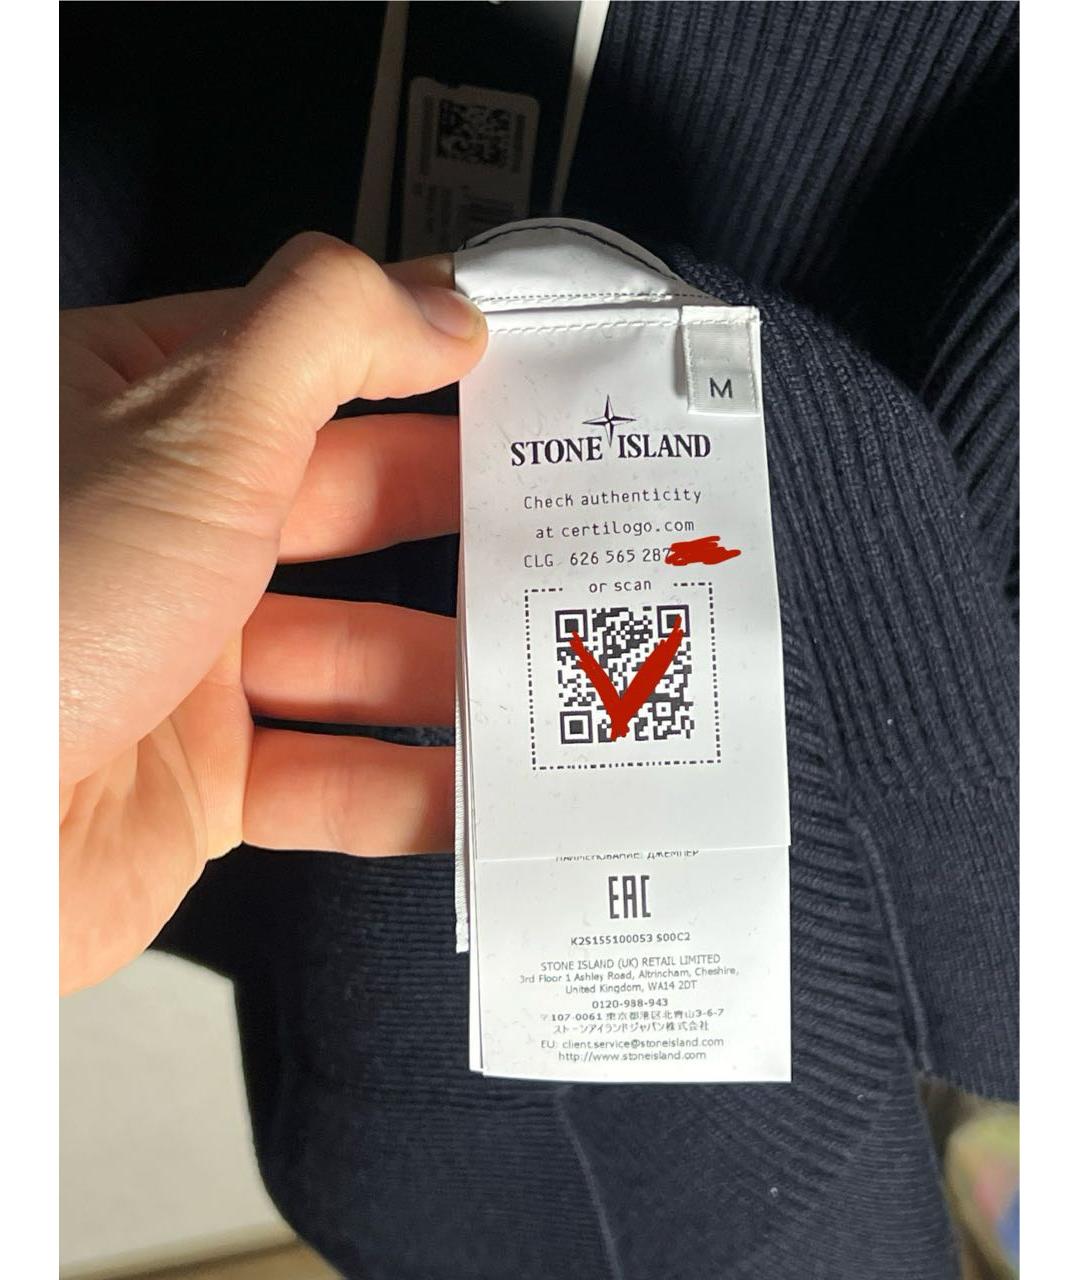 M
STONE ISLAND
Check authenticity
at certilogo.com
CLG 626 565 287
or scan
НАИМЕНОВАНИЕ: ДЖЕМПЕР
EAC
K2S155100053 S00C2
STONE ISLAND (UK) RETAIL LIMITED
3rd Floor 1 Ashley Road, Altrincham, Cheshire,
United Kingdom, WA14 2DT
0120-988-943
〒107-0061 東京都港区北青山3-6-7
ストーンアイランドジャパン株式会社
EU: client.service@stoneisland.com
http://www.stoneisland.com